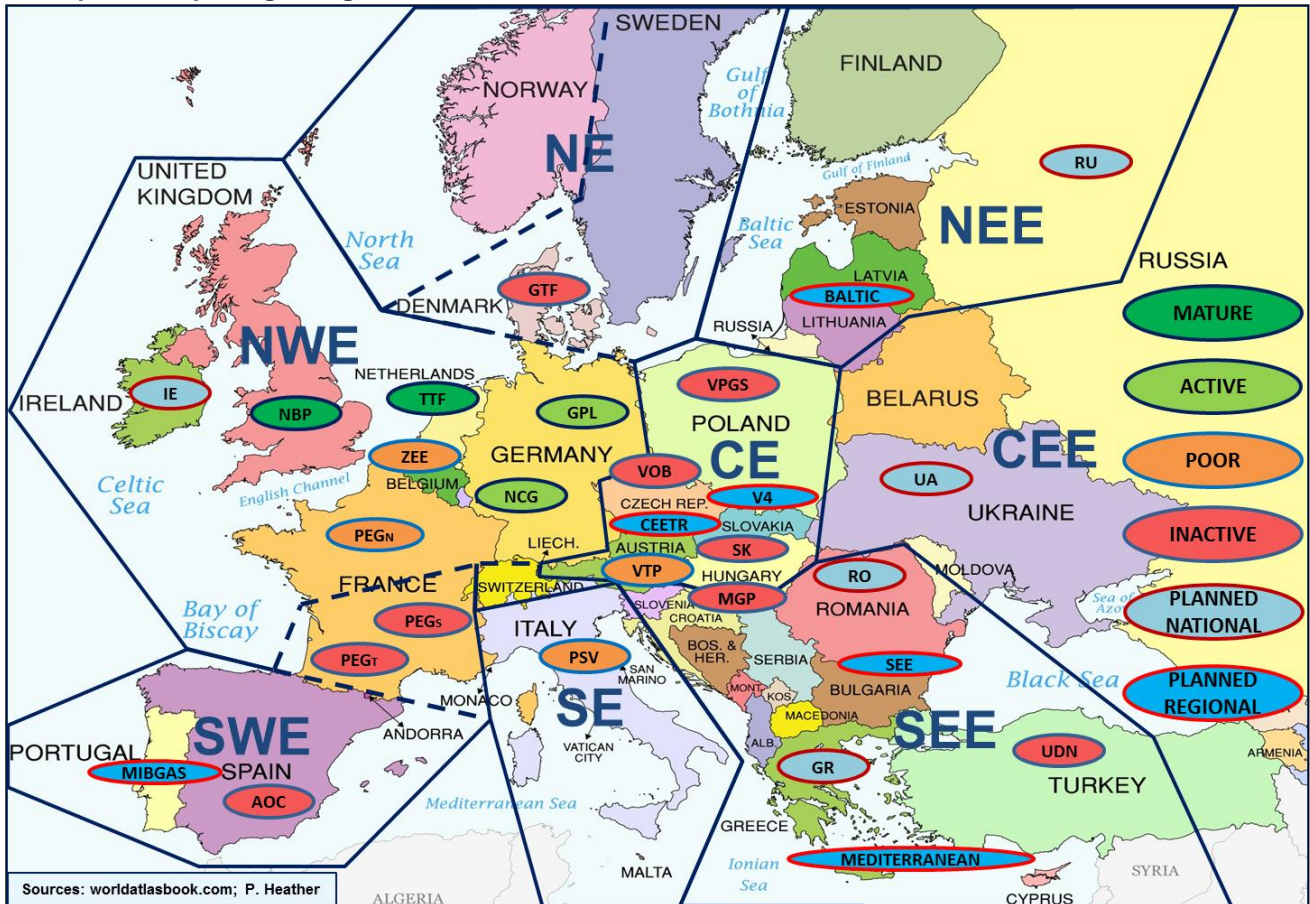 SWEDEN
FINLAND
Gulf
of
Bothnia
NORWAY
NE
RU
UNITED
KINGDOM
Gulf of Finland
ESTONIA
Baltic
Sea
NEE
North
Sea
RUSSIA
LATVIA
GTF
BALTIC
DENMARK
MATURE
LITHUANIA
RUSSIA
NWE
NETHERLANDS
VPGS
ACTIVE
IE
TTF
IRELAND
NBP
GPL
POLAND
BELARUS
CEE
ZEE
GERMANY
CE
POOR
VOB
BELGIUM
UA
Celtic
Sea
English Channel
NCG
V4
CZECH REP.
UKRAINE
CEETR
SLOVAKIA
INACTIVE
PEGN
LIECH.
AUSTRIA
SK
VTP
HUNGARY
RO
MOLDOVA
FRANCE
SWITZERLAND
MGP
ROMANIA
Sea of
Azov
PLANNED
NATIONAL
SLOVENIA
CROATIA
Bay of
Biscay
PEGS
ITALY
BOS. &
HER.
SERBIA
PEGT
PSV
SAN
MARINO
SEE
Black Sea
PLANNED
REGIONAL
MONT.
KOS.
BULGARIA
MONACO
SE
MACEDONIA
SEE
ANDORRA
SWE
ALB.
VATICAN
CITY
UDN
ARMENIA
PORTUGAL
MIBGAS
SPAIN
GR
TURKEY
AOC
Mediterranean Sea
GREECE
MEDITERRANEAN
Ionian
Sea
MALTA
SYRIA
Sources: worldatlasbook.com; P. Heather
ALGERIA
CYPRUS